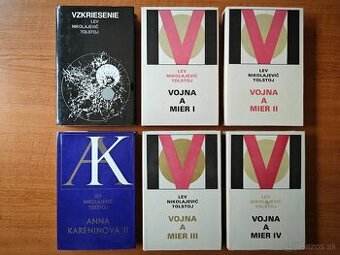 VZKRIESENIE
LEV
NIKOLAJEVIČ
TOLSTOJ
V
LEV
NIKOLAJEVIČ
TOLSTOJ
VOJNA
A
MIER I
V
LEV
NIKOLAJEVIČ
TOLSTOJ
VOJNA
A
MIER II
AK
LEV
NIKOLAJEVIČ
TOLSTOJ
ANNA
KARENINOVÁ II
V
LEV
NIKOLAJEVIČ
TOLSTOJ
VOJNA
A
MIER III
V
LEV
NIKOLAJEVIČ
TOLSTOJ
VOJNA
A
MIER IV